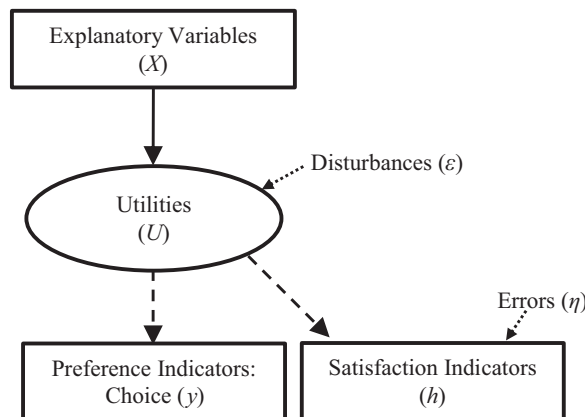 Explanatory Variables
(X)
Disturbances (ε)
Utilities
(U)
Errors (η)
Preference Indicators:
Choice (y)
Satisfaction Indicators
(h)